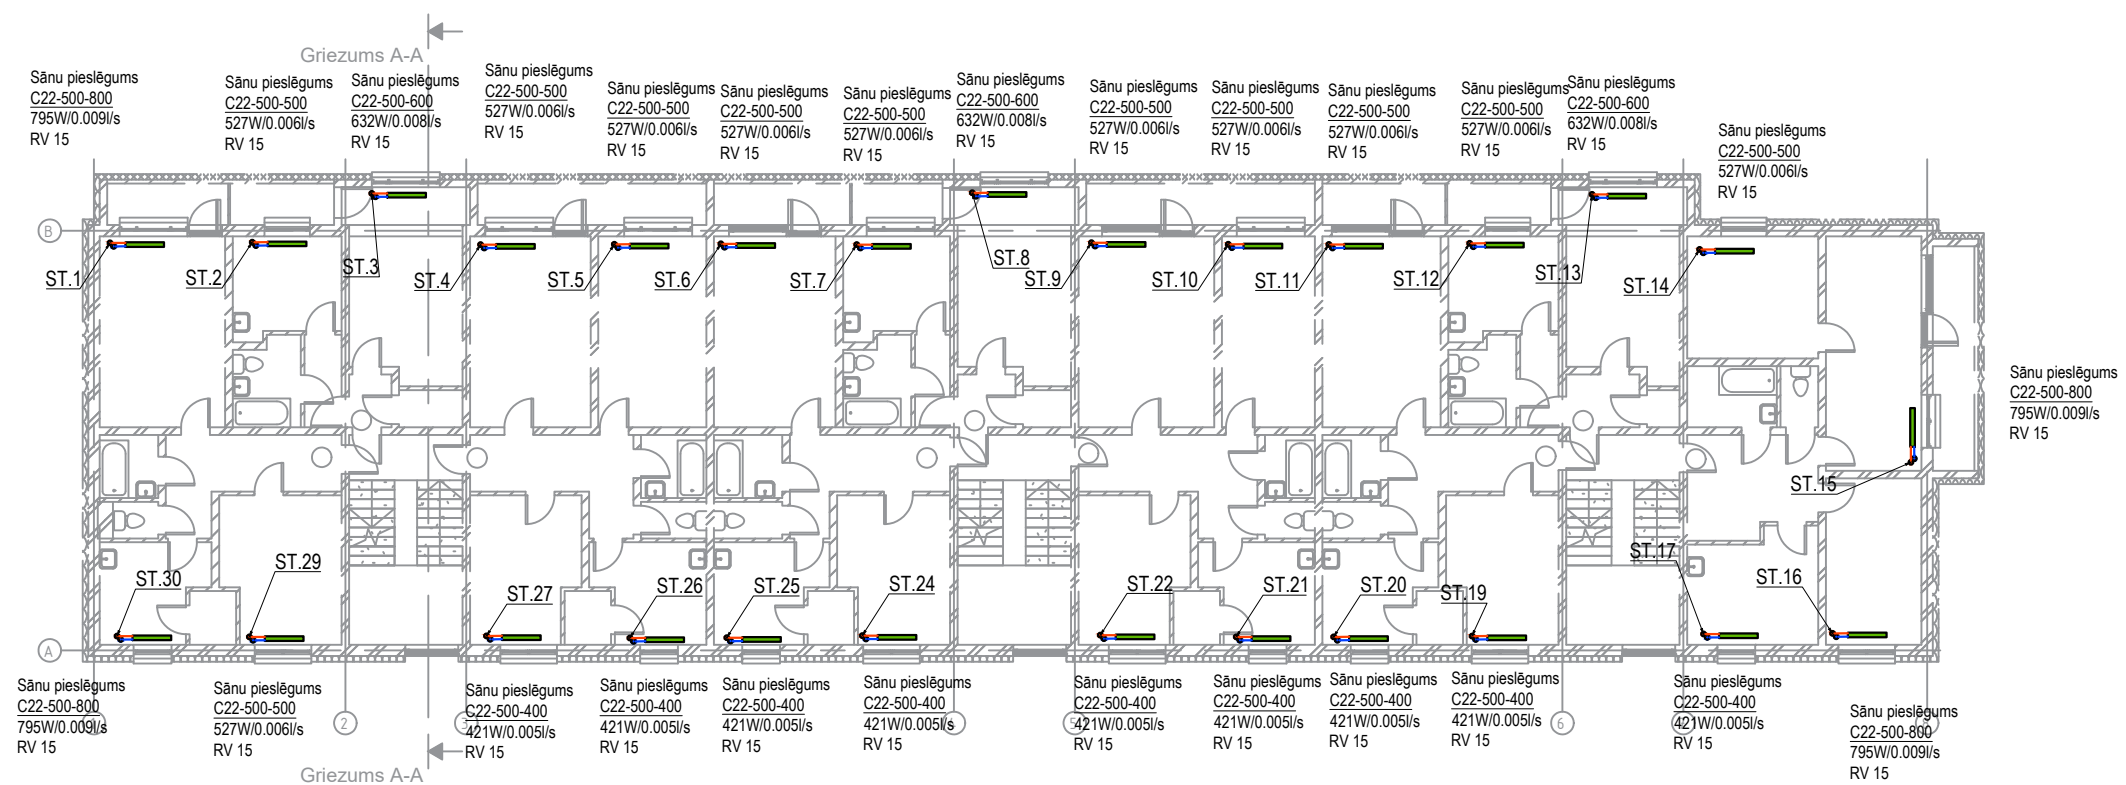 Griezums A-A
Sānu pieslēgums
C22-500-800
795W/0.009l/s
RV 15
Sānu pieslēgums
C22-500-500
527W/0.006l/s
RV 15
Sānu pieslēgums
C22-500-600
632W/0.008l/s
RV 15
Sānu pieslēgums
C22-500-500
527W/0.006l/s
RV 15
Sānu pieslēgums
C22-500-500
527W/0.006l/s
RV 15
Sānu pieslēgums
C22-500-500
527W/0.006l/s
RV 15
Sānu pieslēgums
C22-500-500
527W/0.006l/s
RV 15
Sānu pieslēgums
C22-500-600
632W/0.008l/s
RV 15
Sānu pieslēgums
C22-500-500
527W/0.006l/s
RV 15
Sānu pieslēgums
C22-500-500
527W/0.006l/s
RV 15
Sānu pieslēgums
C22-500-500
527W/0.006l/s
RV 15
Sānu pieslēgums
C22-500-500
527W/0.006l/s
RV 15
Sānu pieslēgums
C22-500-600
632W/0.008l/s
RV 15
Sānu pieslēgums
C22-500-500
527W/0.006l/s
RV 15
B
ST.1
ST.2
ST.3
ST.4
ST.5
ST.6
ST.7
ST.8
ST.9
ST.10
ST.11
ST.12
ST.13
ST.14
Sānu pieslēgums
C22-500-800
795W/0.009l/s
RV 15
ST.15
ST.30
ST.29
ST.27
ST.26
ST.25
ST.24
ST.22
ST.21
ST.20
ST.19
ST.17
ST.16
A
Sānu pieslēgums
C22-500-800
795W/0.009l/s
RV 15
Sānu pieslēgums
C22-500-500
527W/0.006l/s
RV 15
2
3
Sānu pieslēgums
C22-500-400
421W/0.005l/s
RV 15
Sānu pieslēgums
C22-500-400
421W/0.005l/s
RV 15
Sānu pieslēgums
C22-500-400
421W/0.005l/s
RV 15
Sānu pieslēgums
C22-500-400
421W/0.005l/s
RV 15
5
Sānu pieslēgums
C22-500-400
421W/0.005l/s
RV 15
Sānu pieslēgums
C22-500-400
421W/0.005l/s
RV 15
Sānu pieslēgums
C22-500-400
421W/0.005l/s
RV 15
Sānu pieslēgums
C22-500-400
421W/0.005l/s
RV 15
6
Sānu pieslēgums
C22-500-400
421W/0.005l/s
RV 15
Sānu pieslēgums
C22-500-800
795W/0.009l/s
RV 15
Griezums A-A